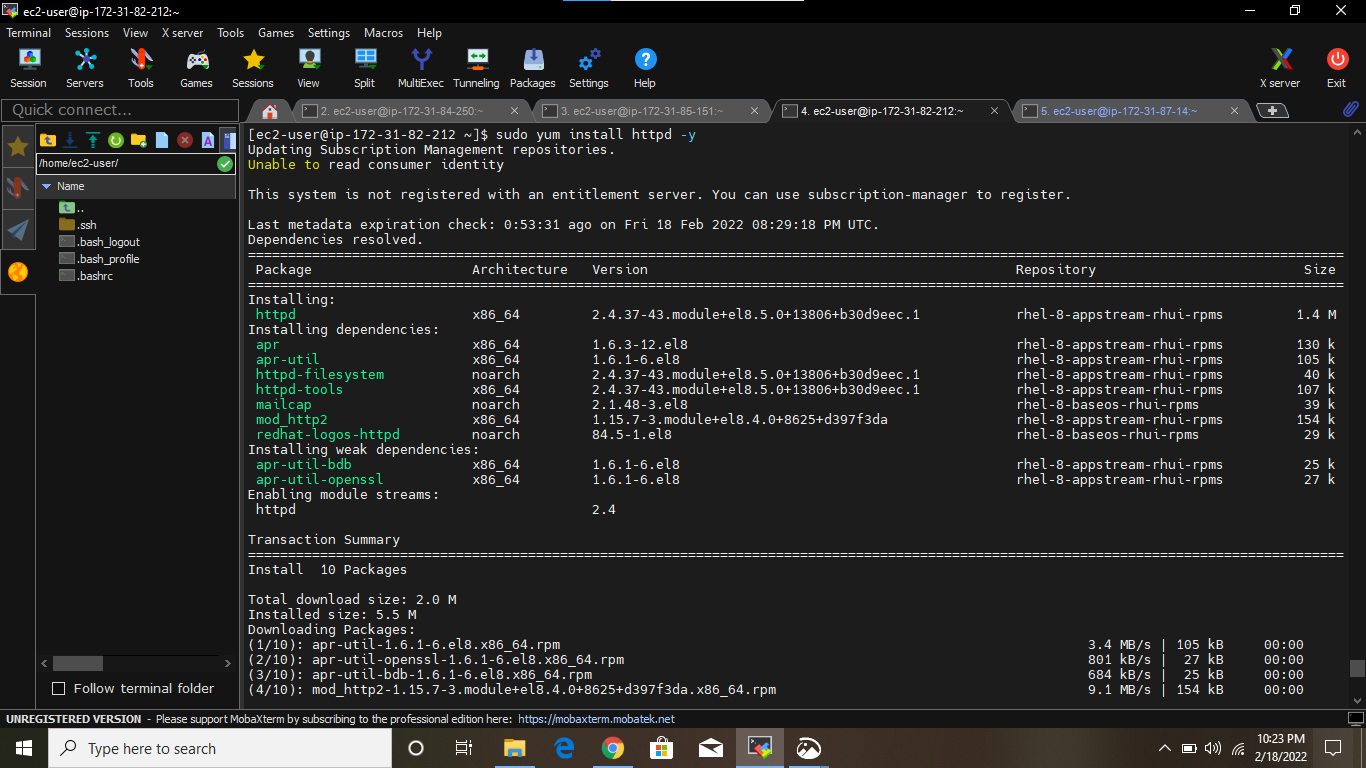 ec2-user@ip-172-31-82-212:~
Terminal Sessions View X server Tools Games Settings Macros Help
Session Servers Tools Games Sessions View Split MultiExec Tunneling Packages Settings Help X server Exit
Quick connect...
2. ec2-user@ip-172-31-84-250:~ 3. ec2-user@ip-172-31-85-151:~ 4. ec2-user@ip-172-31-82-212:~ 5. ec2-user@ip-172-31-87-14:~
/home/ec2-user/
Name
..
.ssh
.bash_logout
.bash_profile
.bashrc
Follow terminal folder
[ec2-user@ip-172-31-82-212 ~]$ sudo yum install httpd -y
Updating Subscription Management repositories.
Unable to read consumer identity
This system is not registered with an entitlement server. You can use subscription-manager to register.
Last metadata expiration check: 0:53:31 ago on Fri 18 Feb 2022 08:29:18 PM UTC.
Dependencies resolved.
================================================================================
Package Architecture Version Repository Size
================================================================================
Installing:
httpd x86_64 2.4.37-43.module+el8.5.0+13806+b30d9eec.1 rhel-8-appstream-rhui-rpms 1.4 M
Installing dependencies:
apr x86_64 1.6.3-12.el8 rhel-8-appstream-rhui-rpms 130 k
apr-util x86_64 1.6.1-6.el8 rhel-8-appstream-rhui-rpms 105 k
httpd-filesystem noarch 2.4.37-43.module+el8.5.0+13806+b30d9eec.1 rhel-8-appstream-rhui-rpms 40 k
httpd-tools x86_64 2.4.37-43.module+el8.5.0+13806+b30d9eec.1 rhel-8-appstream-rhui-rpms 107 k
mailcap noarch 2.1.48-3.el8 rhel-8-baseos-rhui-rpms 39 k
mod_http2 x86_64 1.15.7-3.module+el8.4.0+8625+d397f3da rhel-8-appstream-rhui-rpms 154 k
redhat-logos-httpd noarch 84.5-1.el8 rhel-8-baseos-rhui-rpms 29 k
Installing weak dependencies:
apr-util-bdb x86_64 1.6.1-6.el8 rhel-8-appstream-rhui-rpms 25 k
apr-util-openssl x86_64 1.6.1-6.el8 rhel-8-appstream-rhui-rpms 27 k
Enabling module streams:
httpd 2.4
Transaction Summary
================================================================================
Install 10 Packages
Total download size: 2.0 M
Installed size: 5.5 M
Downloading Packages:
(1/10): apr-util-1.6.1-6.el8.x86_64.rpm 3.4 MB/s | 105 kB 00:00
(2/10): apr-util-openssl-1.6.1-6.el8.x86_64.rpm 801 kB/s | 27 kB 00:00
(3/10): apr-util-bdb-1.6.1-6.el8.x86_64.rpm 684 kB/s | 25 kB 00:00
(4/10): mod_http2-1.15.7-3.module+el8.4.0+8625+d397f3da.x86_64.rpm 9.1 MB/s | 154 kB 00:00
UNREGISTERED VERSION - Please support MobaXterm by subscribing to the professional edition here: https://mobaxterm.mobatek.net
Type here to search
10:23 PM
2/18/2022